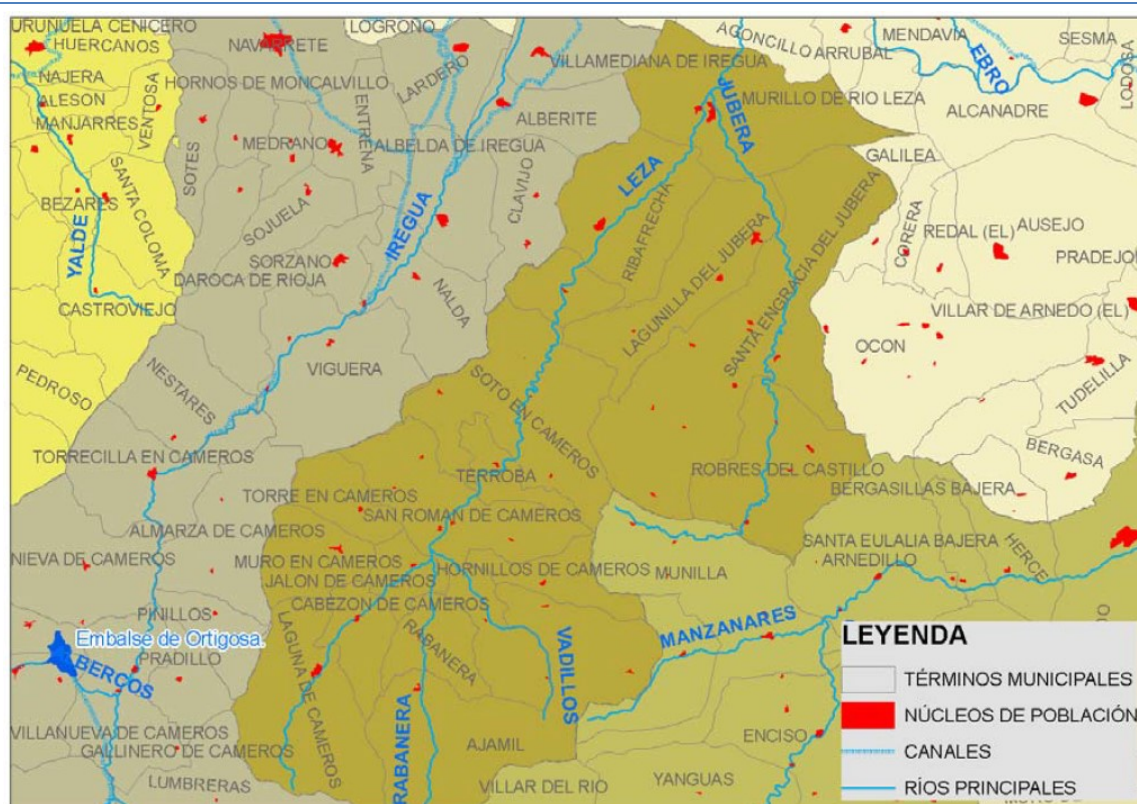 URUÑUELA CENICERO
HUERCANOS
NAVARRETE
LOGROÑO
LARDERO
VILLAMEDIANA DE IREGUA
AGONCILLO
ARRUBAL
MENDAVIA
SESMA
LODOSA
EBRO
NAJERA
HORNOS DE MONCALVILLO
ALESON
VENTOSA
MANJARRES
ENTRENA
ALBERITE
JUBERA
MURILLO DE RIO LEZA
ALCANADRE
SOTES
MEDRANO
ALBELDA DE IREGUA
GALILEA
SANTA COLOMA
CLAVIJO
LEZA
BEZARES
YALDE
SOJUELA
IREGUA
RIBAFRECHA
LAGUNILLA DEL JUBERA
SANTA ENGRACIA DEL JUBERA
CORERA
REDAL (EL)
AUSEJO
SORZANO
DAROCA DE RIOJA
NALDA
PRADEJON
CASTROVIEJO
VILLAR DE ARNEDO (EL)
PEDROSO
NESTARES
VIGUERA
OCON
SOTO EN CAMEROS
TUDELILLA
TORRECILLA EN CAMEROS
TERROBA
ROBRES DEL CASTILLO
BERGASA
BERGASILLAS BAJERA
TORRE EN CAMEROS
SAN ROMAN DE CAMEROS
ALMARZA DE CAMEROS
SANTA EULALIA BAJERA
ARNEDILLO
HERCE
NIEVA DE CAMEROS
MURO EN CAMEROS
HORNILLOS DE CAMEROS
MUNILLA
JALON DE CAMEROS
PINILLOS
CABEZON DE CAMEROS
Embalse de Ortigosa.
LAGUNA DE CAMEROS
RABANERA
VADILLOS
MANZANARES
BERCOS
PRADILLO
VILLANUEVA DE CAMEROS
GALLINERO DE CAMEROS
RABANERA
AJAMIL
ENCISO
LUMBRERAS
VILLAR DEL RIO
YANGUAS
LEYENDA
TÉRMINOS MUNICIPALES
NÚCLEOS DE POBLACIÓN
CANALES
RÍOS PRINCIPALES